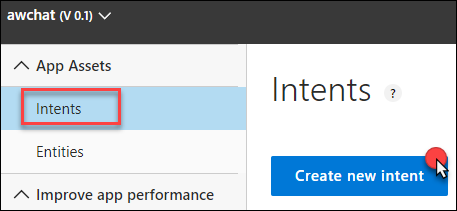 awchat (V 0.1)
App Assets
Intents
Entities
Improve app performance
Intents ?
Create new intent